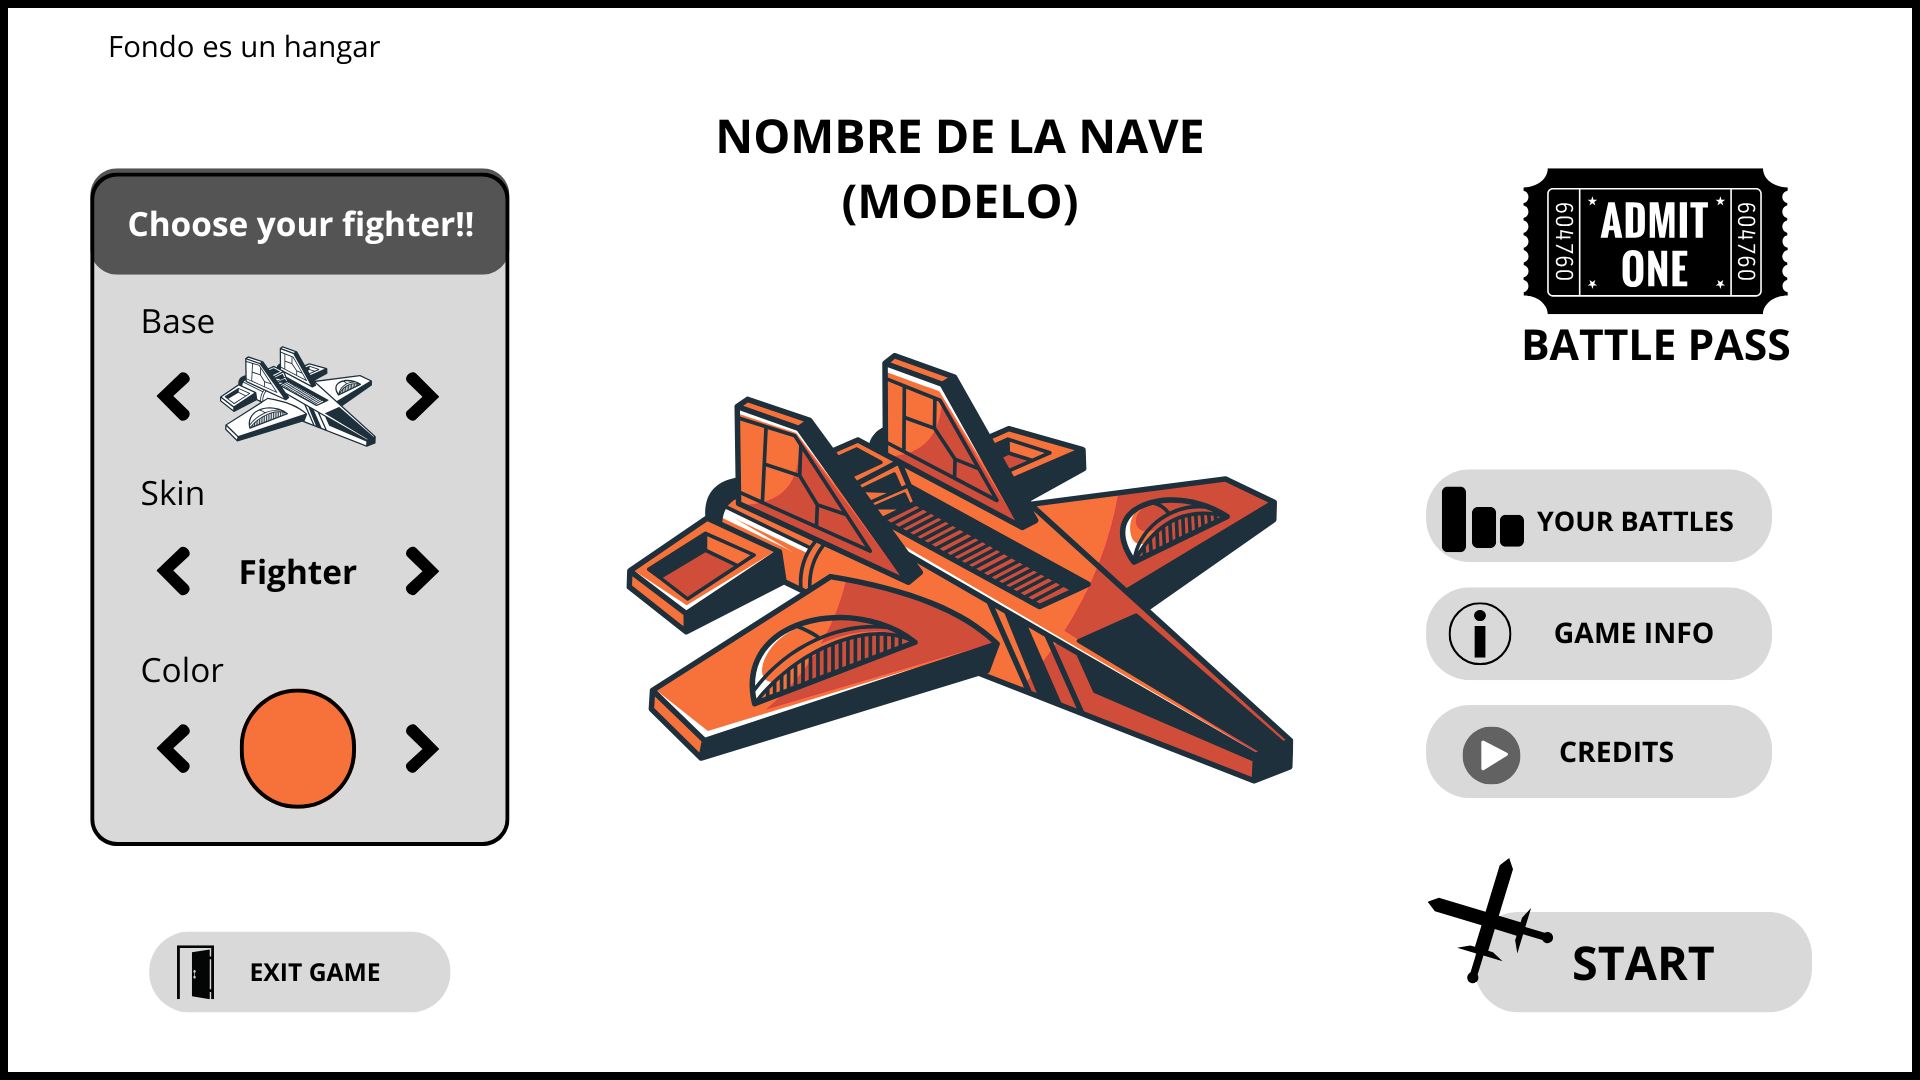 Fondo es un hangar
NOMBRE DE LA NAVE
(MODELO)
Choose your fighter!!
Base
Skin
Fighter
Color
EXIT GAME
604760
ADMIT
ONE
604760
BATTLE PASS
YOUR BATTLES
GAME INFO
CREDITS
START